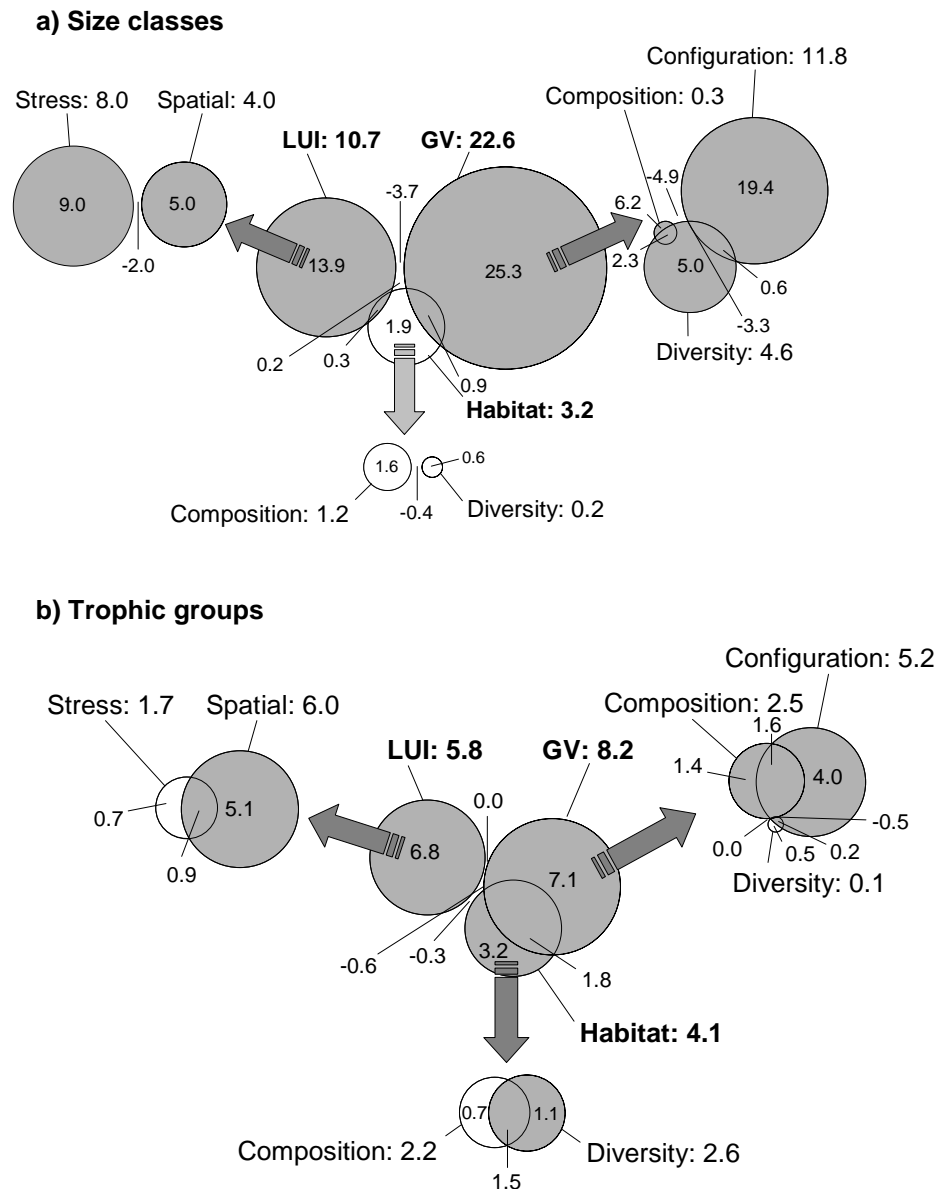 a) Size classes
Configuration: 11.8
Stress: 8.0 Spatial: 4.0
Composition: 0.3
LUI: 10.7 GV: 22.6
-3.7
-4.9
19.4
9.0
5.0
6.2
-2.0
13.9
25.3
2.3
5.0
0.6
1.9
-3.3
0.2
0.3
0.9
Diversity: 4.6
Habitat: 3.2
1.6
0.6
Composition: 1.2
-0.4
Diversity: 0.2
b) Trophic groups
Configuration: 5.2
Stress: 1.7 Spatial: 6.0
Composition: 2.5
1.6
LUI: 5.8 GV: 8.2
1.4
4.0
0.0
0.7
5.1
-0.5
0.9
6.8
0.0
0.5
0.2
7.1
Diversity: 0.1
-0.6
-0.3
3.2
1.8
Habitat: 4.1
0.7
1.1
Composition: 2.2
Diversity: 2.6
1.5